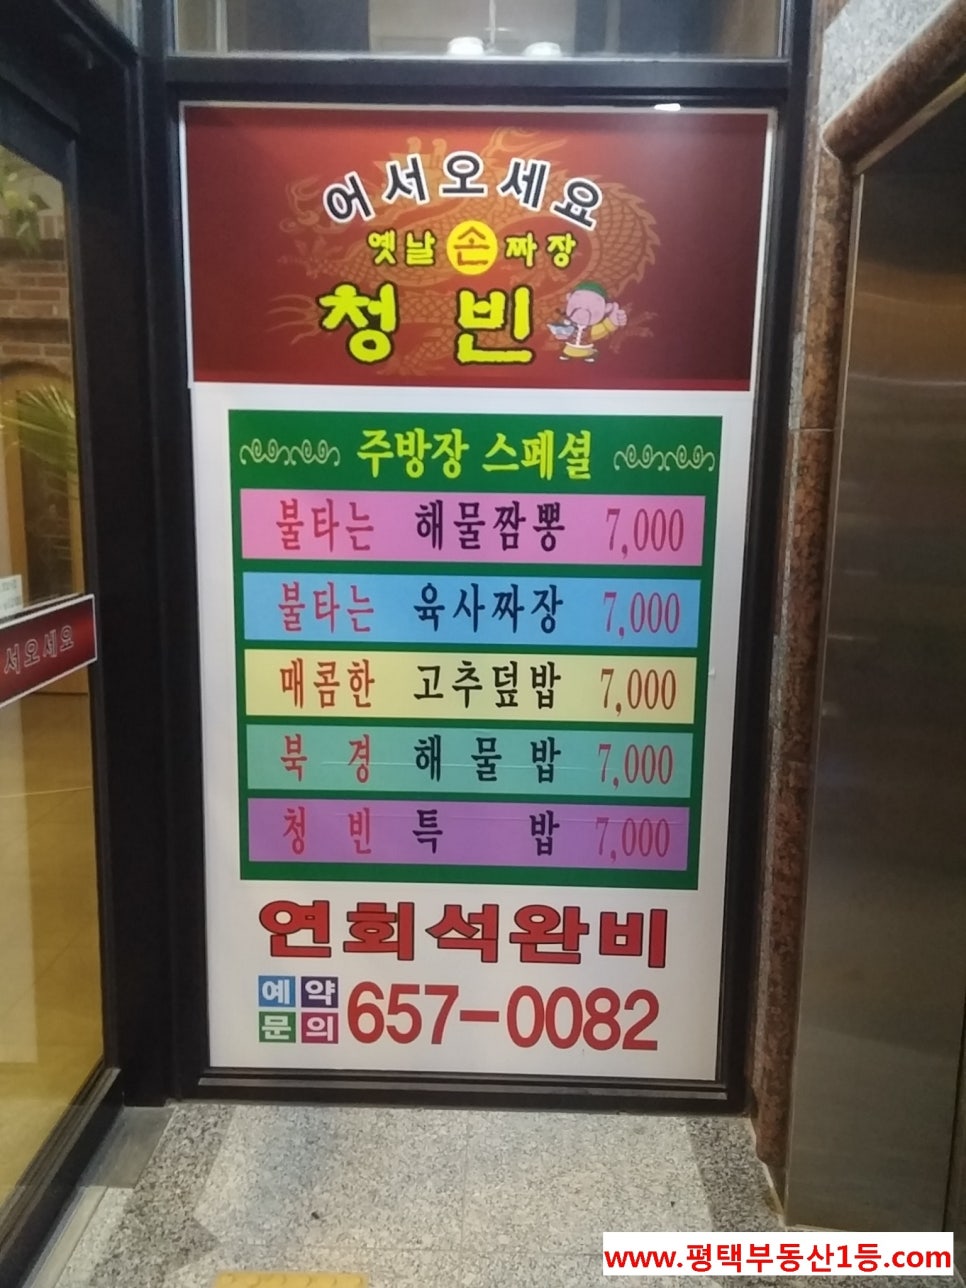 어서오세요
옛날 손 짜장
청빈
주방장 스페셜
불타는 해물짬뽕 7,000
불타는 육사짜장 7,000
매콤한 고추덮밥 7,000
북경 해물밥 7,000
청빈특밥 7,000
연회석완비
예약문의 657-0082
서오세요
www.평택부동산1등.com